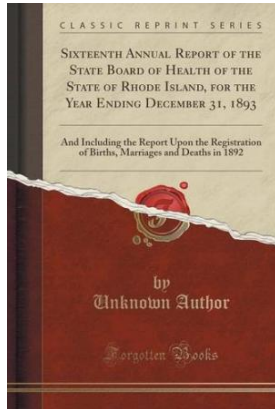 CLASSIC REPRINT SERIES
SIXTEENTH ANNUAL REPORT OF THE
STATE BOARD OF HEALTH OF THE
STATE OF RHODE ISLAND, FOR THE
YEAR ENDING DECEMBER 31, 1893
And Including the Report Upon the Registration
of Births, Marriages and Deaths in 1892
by
Unknown Author
Forgotten Books